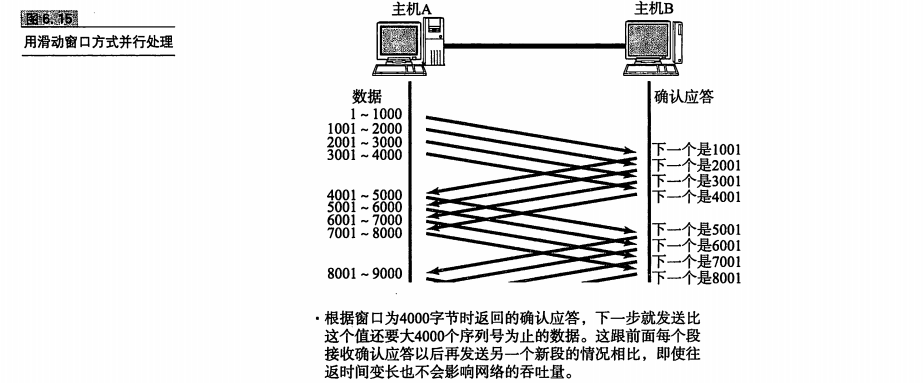 图6.15
用滑动窗口方式并行处理
主机A
主机B
数据
确认应答
1~1000
1001~2000
2001~3000
3001~4000
下一个是1001
下一个是2001
下一个是3001
下一个是4001
4001~5000
5001~6000
6001~7000
7001~8000
下一个是5001
下一个是6001
下一个是7001
下一个是8001
8001~9000
·根据窗口为4000字节时返回的确认应答，下一步就发送比
这个值还要大4000个序列号为止的数据。这跟前面每个段
接收确认应答以后再发送另一个新段的情况相比，即使往
返时间变长也不会影响网络的吞吐量。